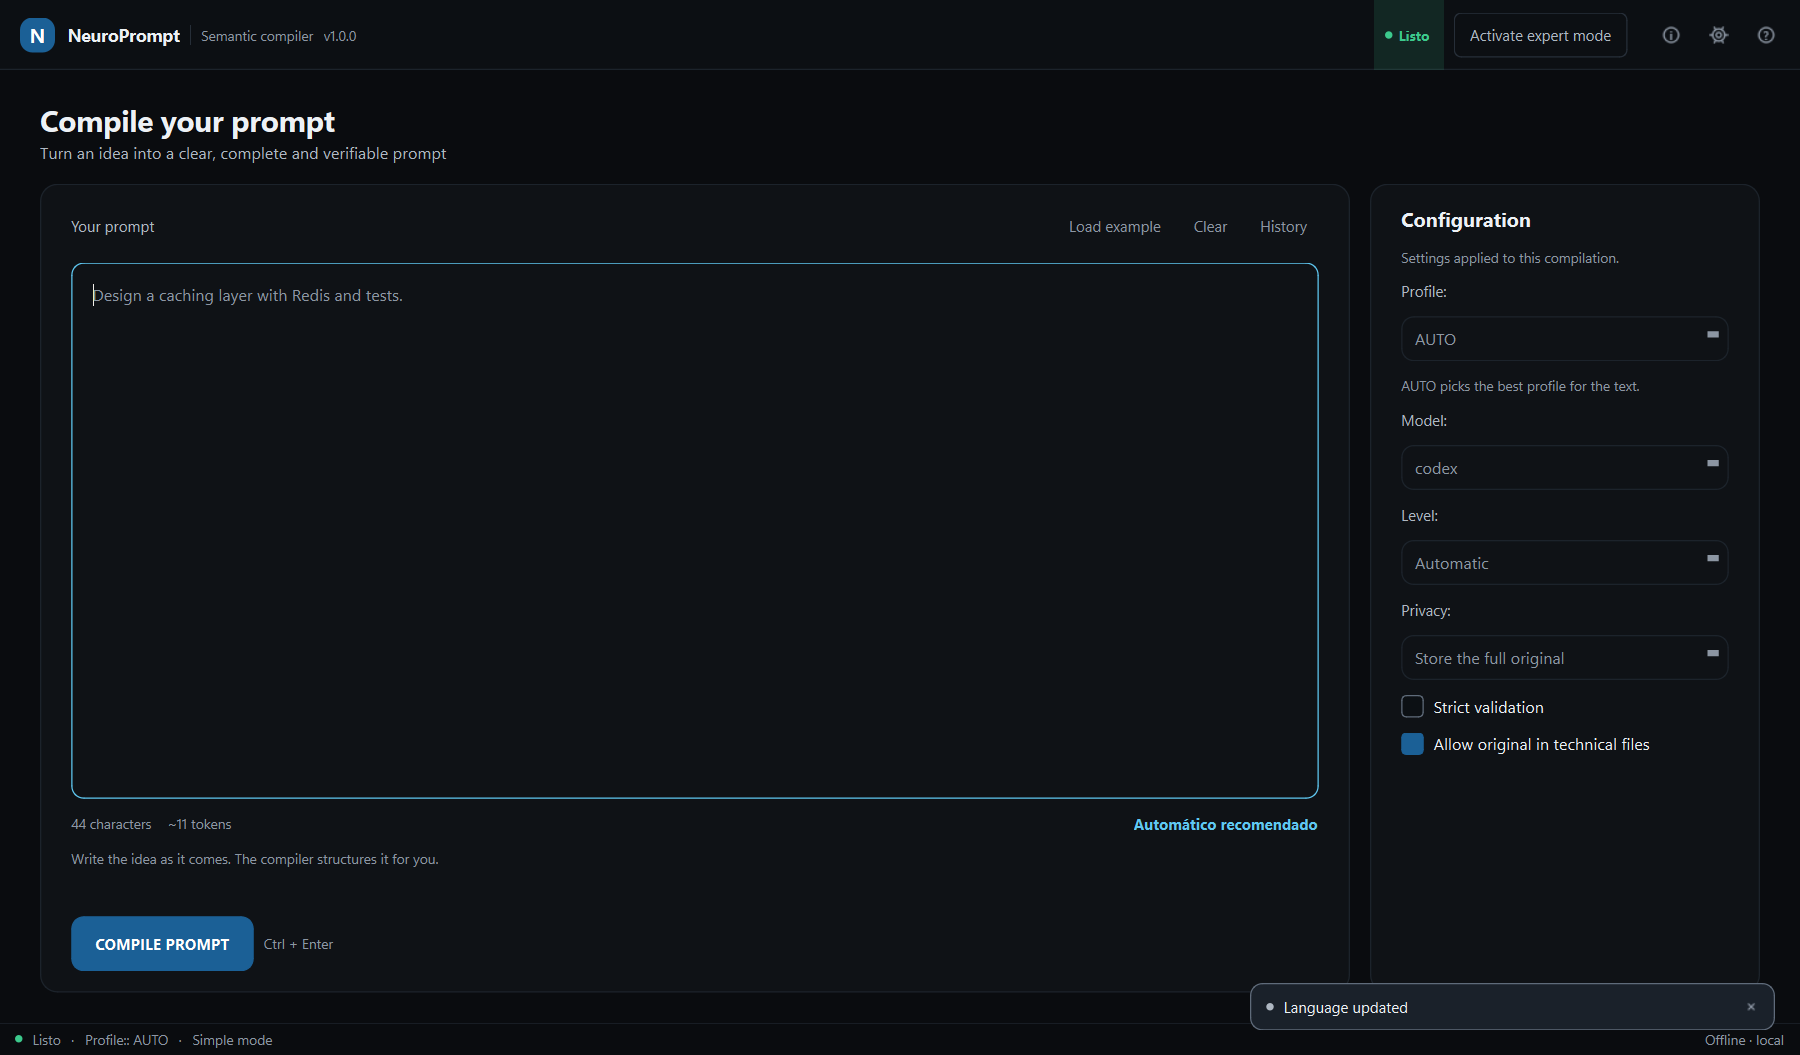 N NeuroPrompt Semantic compiler v1.0.0 Listo Activate expert mode
Compile your prompt
Turn an idea into a clear, complete and verifiable prompt
Your prompt Load example Clear History
Design a caching layer with Redis and tests.
44 characters ~11 tokens Automático recomendado
Write the idea as it comes. The compiler structures it for you.
COMPILE PROMPT Ctrl + Enter
Configuration
Settings applied to this compilation.
Profile:
AUTO
AUTO picks the best profile for the text.
Model:
codex
Level:
Automatic
Privacy:
Store the full original
Strict validation
Allow original in technical files
Language updated ×
Listo · Profile:: AUTO · Simple mode Offline · local